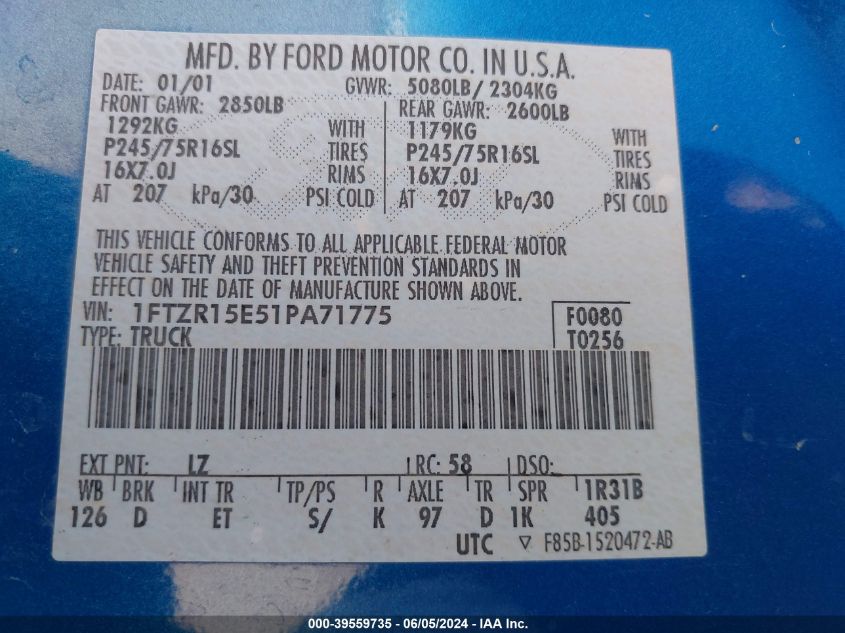 MFD. BY FORD MOTOR CO. IN U.S.A.
DATE: 01/01 GVWR: 5080LB/ 2304KG
FRONT GAWR: 2850LB REAR GAWR: 2600LB
1292KG WITH 1179KG WITH
P245/75R16SL TIRES P245/75R16SL TIRES
16X7.0J RIMS 16X7.0J RIMS
AT 207 kPa/30 PSI COLD AT 207 kPa/30 PSI COLD
THIS VEHICLE CONFORMS TO ALL APPLICABLE FEDERAL MOTOR
VEHICLE SAFETY AND THEFT PREVENTION STANDARDS IN
EFFECT ON THE DATE OF MANUFACTURE SHOWN ABOVE.
VIN: 1FTZR15E51PA71775 F0080
TYPE: TRUCK T0256
EXT PNT: LZ RC: 58 DSO:
WB BRK INT TR TP/PS R AXLE TR SPR 1R31B
126 D ET S/ K 97 D 1K 405
UTC ▽ F85B-1520472-AB
000-39559735 - 06/05/2024 - IAA Inc.